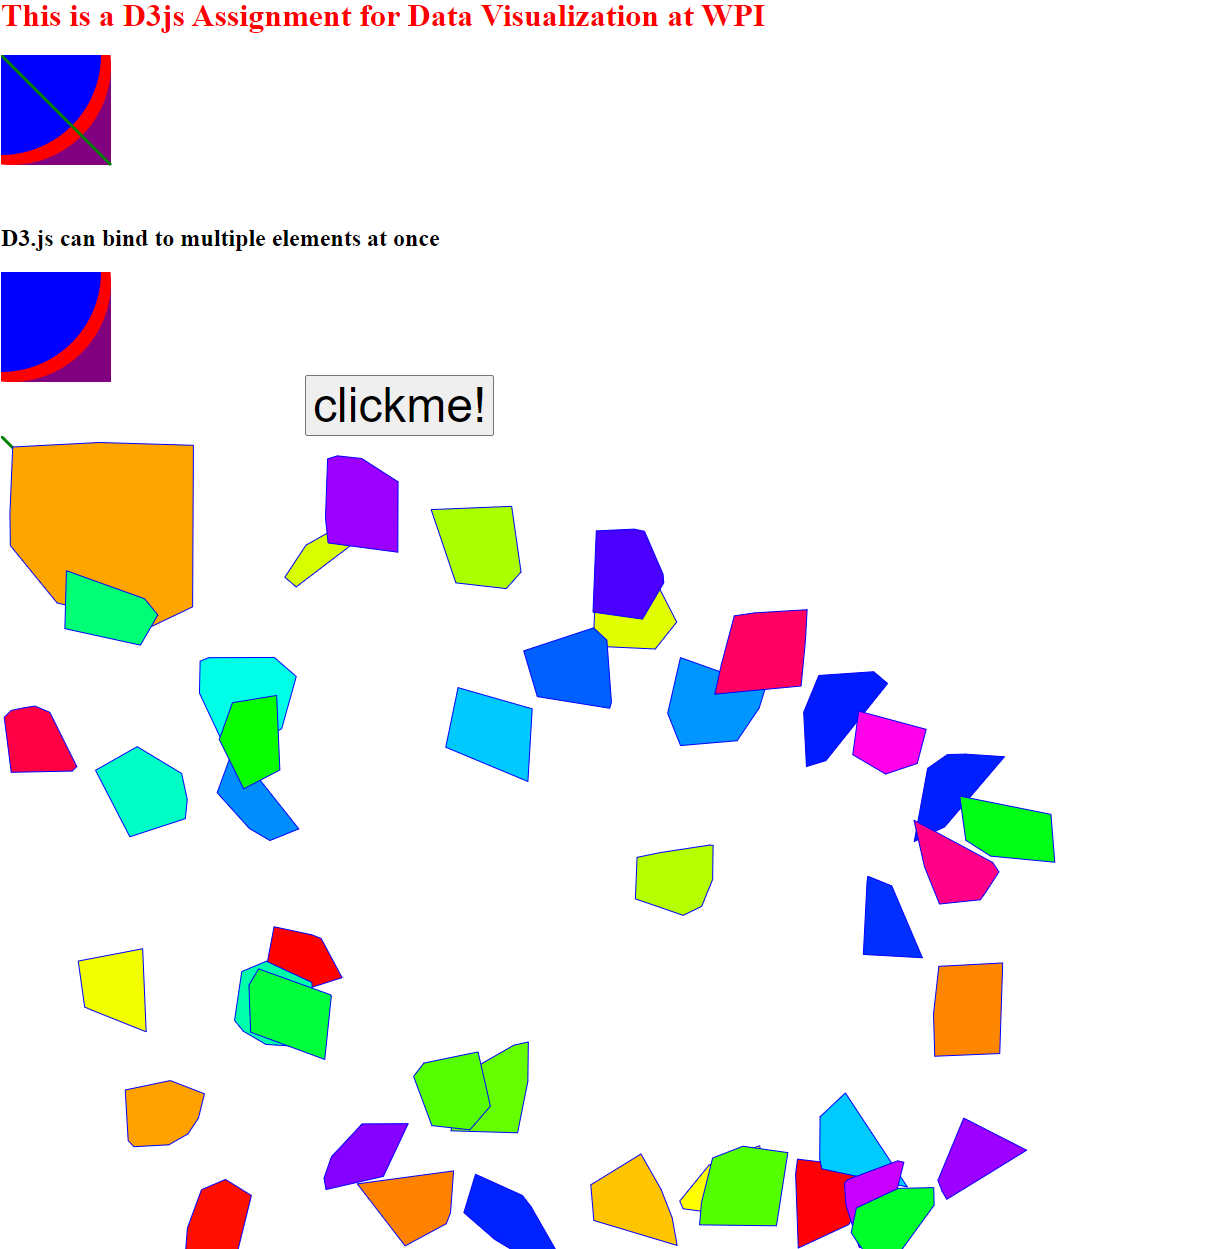 This is a D3js Assignment for Data Visualization at WPI
D3.js can bind to multiple elements at once
clickme!